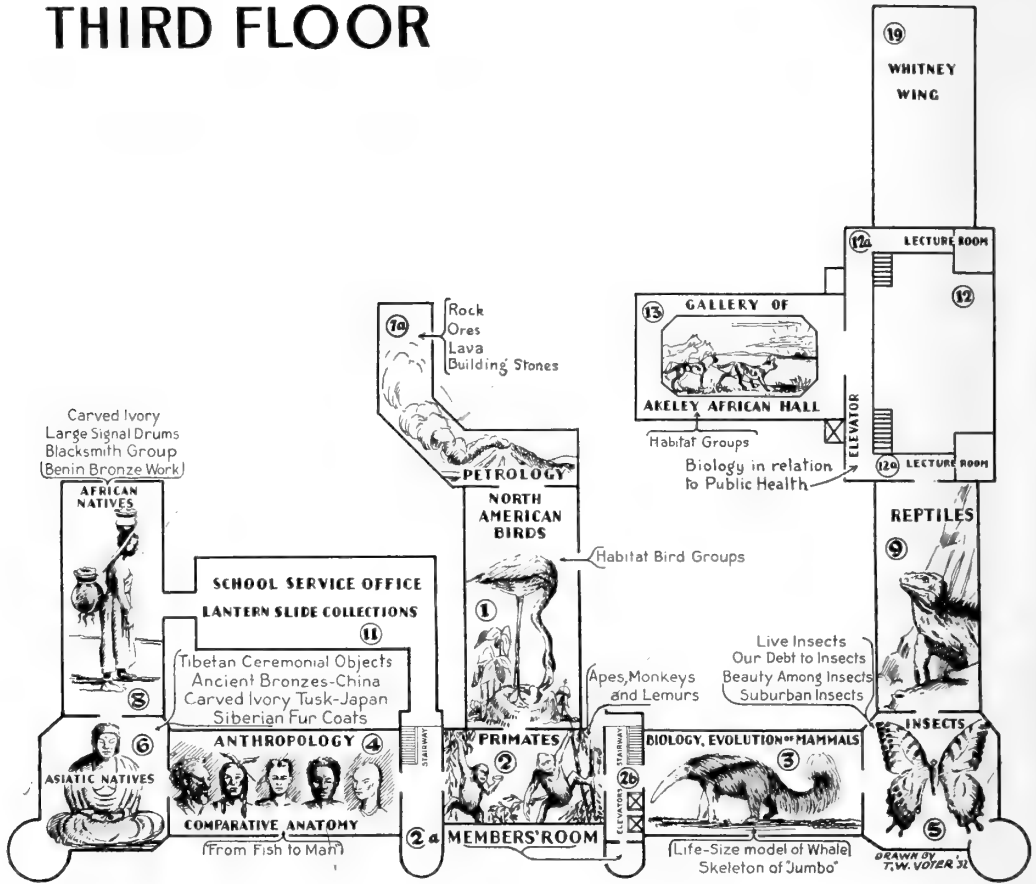 THIRD FLOOR
19
WHITNEY
WING
12a
LECTURE ROOM
12
13
GALLERY OF
AKELEY AFRICAN HALL
Habitat Groups
ELEVATOR
Biology in relation
to Public Health
12a
LECTURE ROOM
7a
Rock
Ores
Lava
Building Stones
PETROLOGY
NORTH
AMERICAN
BIRDS
Habitat Bird Groups
1
Carved Ivory
Large Signal Drums
Blacksmith Group
Benin Bronze Work
AFRICAN
NATIVES
8
SCHOOL SERVICE OFFICE
LANTERN SLIDE COLLECTIONS
11
REPTILES
9
Tibetan Ceremonial Objects
Ancient Bronzes-China
Carved Ivory Tusk-Japan
Siberian Fur Coats
Apes, Monkeys
and Lemurs
Live Insects
Our Debt to Insects
Beauty Among Insects
Suburban Insects
6
ASIATIC NATIVES
ANTHROPOLOGY 4
COMPARATIVE ANATOMY
From Fish to Man
STAIRWAY
2a
PRIMATES
2
MEMBERS' ROOM
STAIRWAY
2b
ELEVATORS
BIOLOGY, EVOLUTION OF MAMMALS
3
Life-Size model of Whale
Skeleton of "Jumbo"
INSECTS
5
DRAWN BY
T.W. VOTER '32